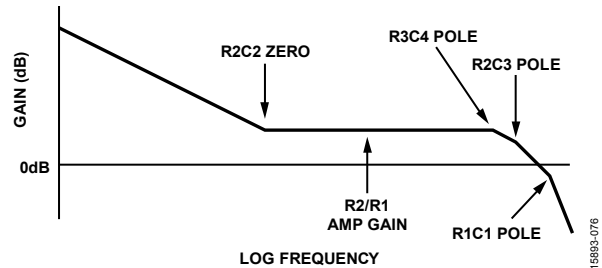 GAIN (dB)
R2C2 ZERO
R3C4 POLE
R2C3 POLE
0dB
R2/R1
AMP GAIN
R1C1 POLE
LOG FREQUENCY
15893-076